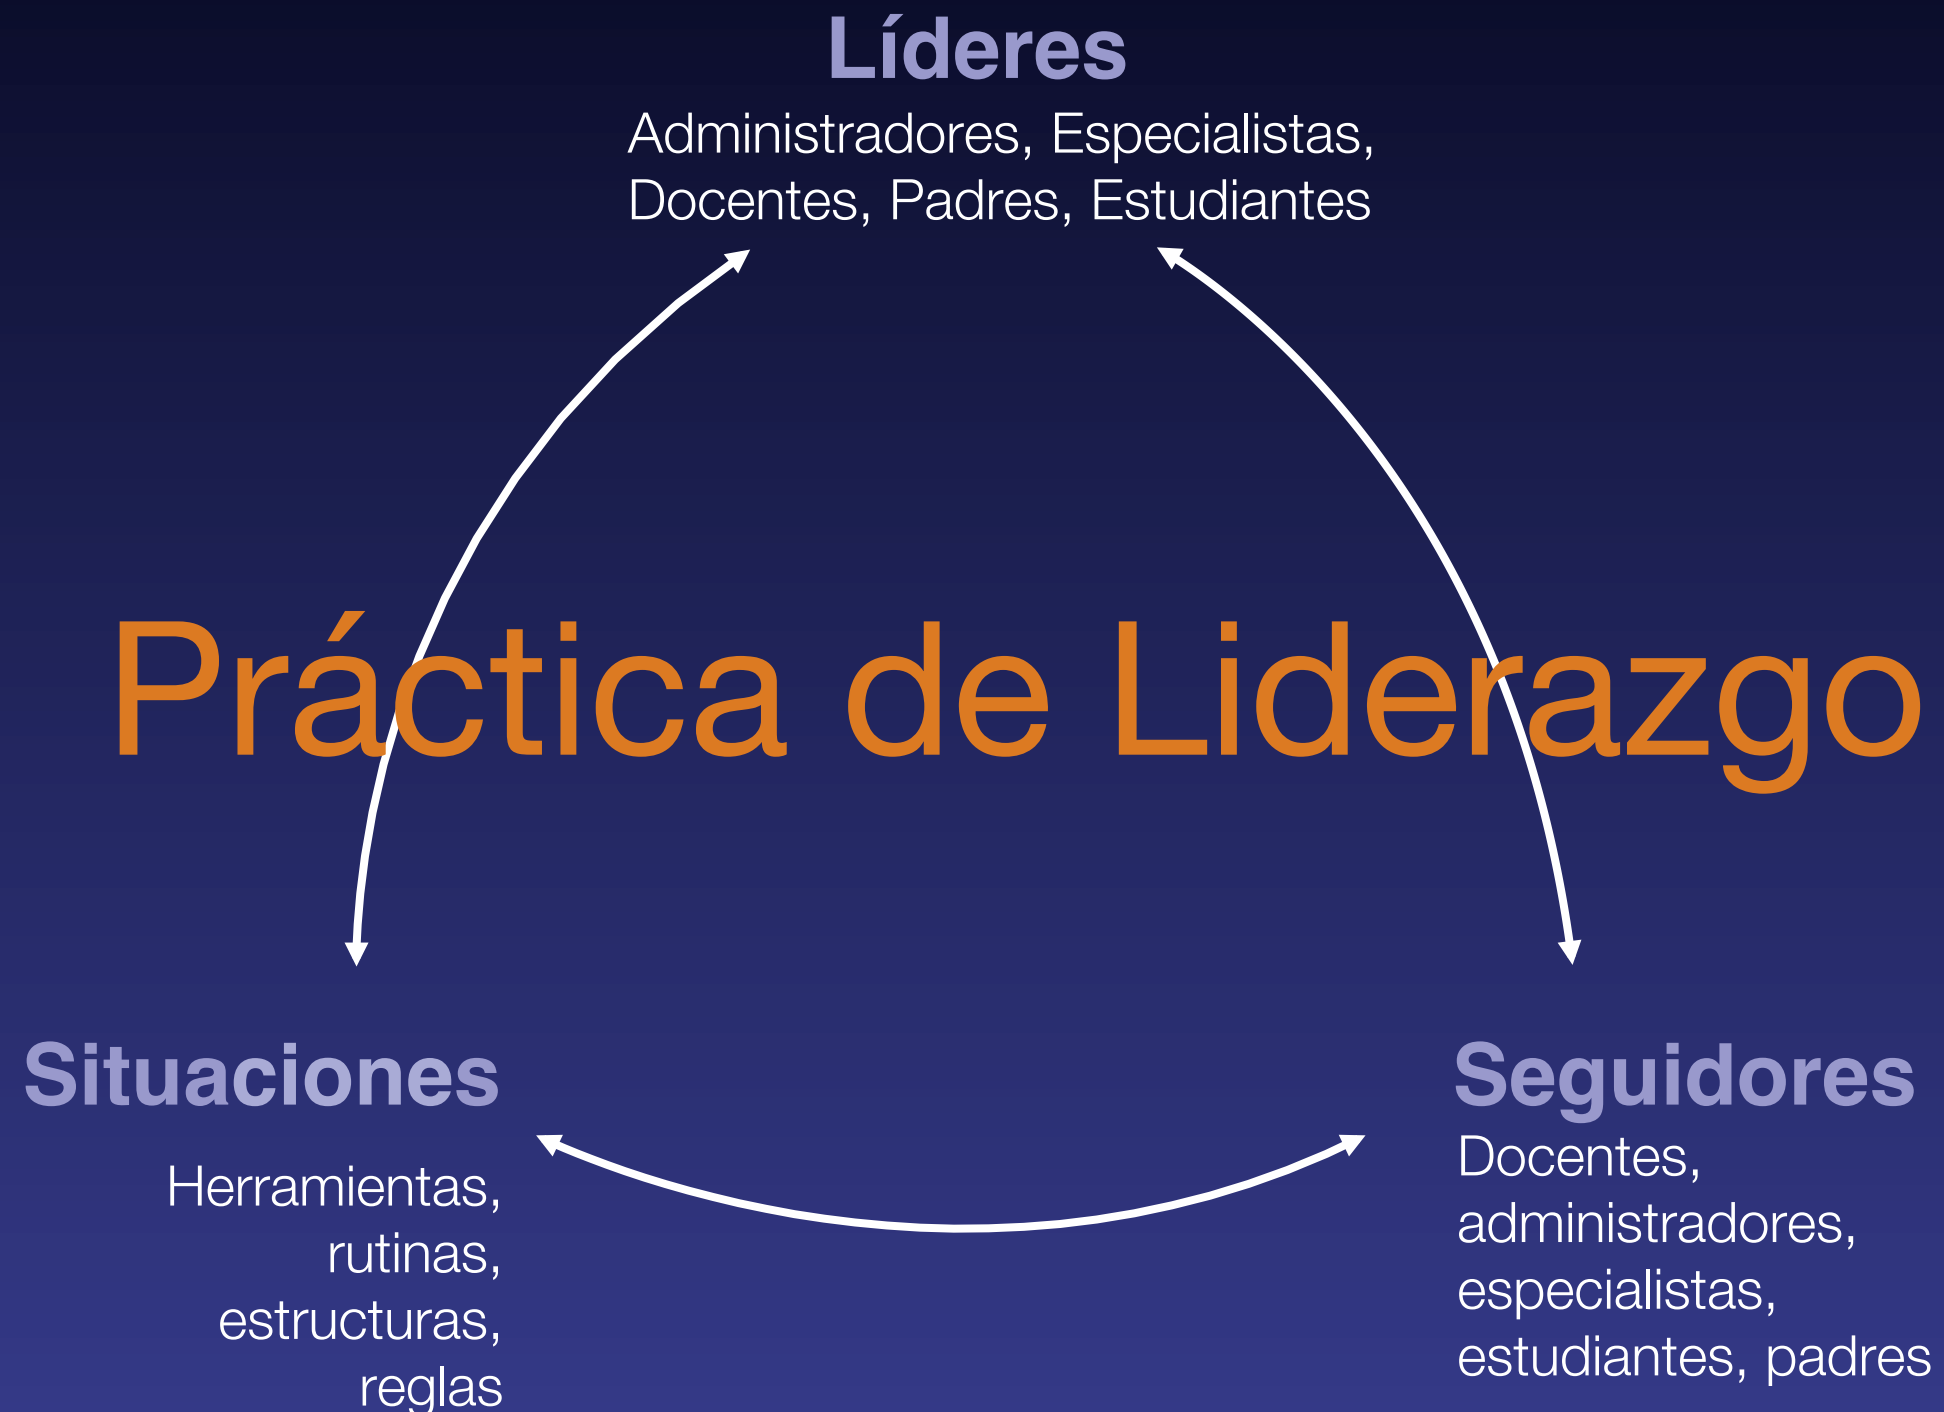 Líderes
Administradores, Especialistas,
Docentes, Padres, Estudiantes
Práctica de Liderazgo
Situaciones
Herramientas,
rutinas,
estructuras,
reglas
Seguidores
Docentes,
administradores,
especialistas,
estudiantes, padres